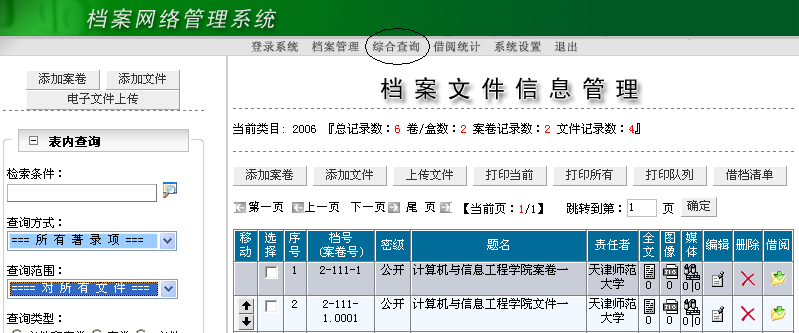 档案网络管理系统
登录系统 档案管理 综合查询 借阅统计 系统设置 退出
添加案卷 添加文件
电子文件上传
表内查询
检索条件：
查询方式：
=== 所 有 著 录 项 ===
查询范围：
==== 对 所 有 文 件 ====
查询类型：
档案文件信息管理
当前类目: 2006 『总记录数：6 卷/盒数：2 案卷记录数：2 文件记录数：4』
添加案卷 添加文件 上传文件 打印当前 打印所有 打印队列 借档清单
第一页 上一页 下一页 尾 页 【当前页：1/1】 跳转到第： 1 页 确定
移动 选择 序号 档号(案卷号) 密级 题名 责任者 全文 图像 媒体 编辑 删除 借阅
1 2-111-1 公开 计算机与信息工程学院案卷一 天津师范大学 0 0 0|0
2 2-111-1.0001 公开 计算机与信息工程学院文件一 天津师范大学 0 0 0|0